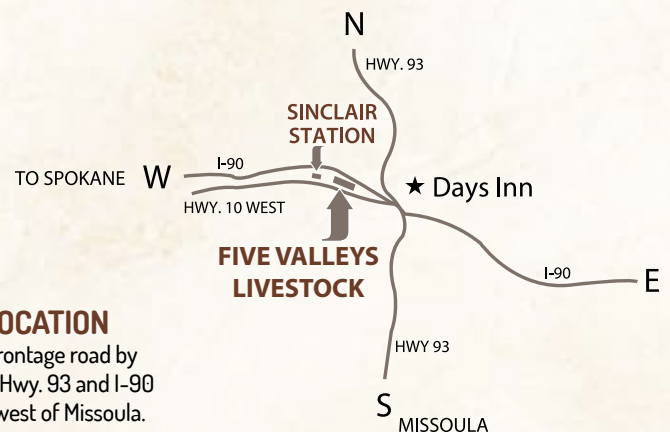 N
HWY. 93
SINCLAIR
STATION
I-90
TO SPOKANE W
★ Days Inn
HWY. 10 WEST
FIVE VALLEYS
LIVESTOCK
I-90
E
OCATION
rontage road by
Hwy. 93 and I-90
west of Missoula.
HWY 93
S
MISSOULA